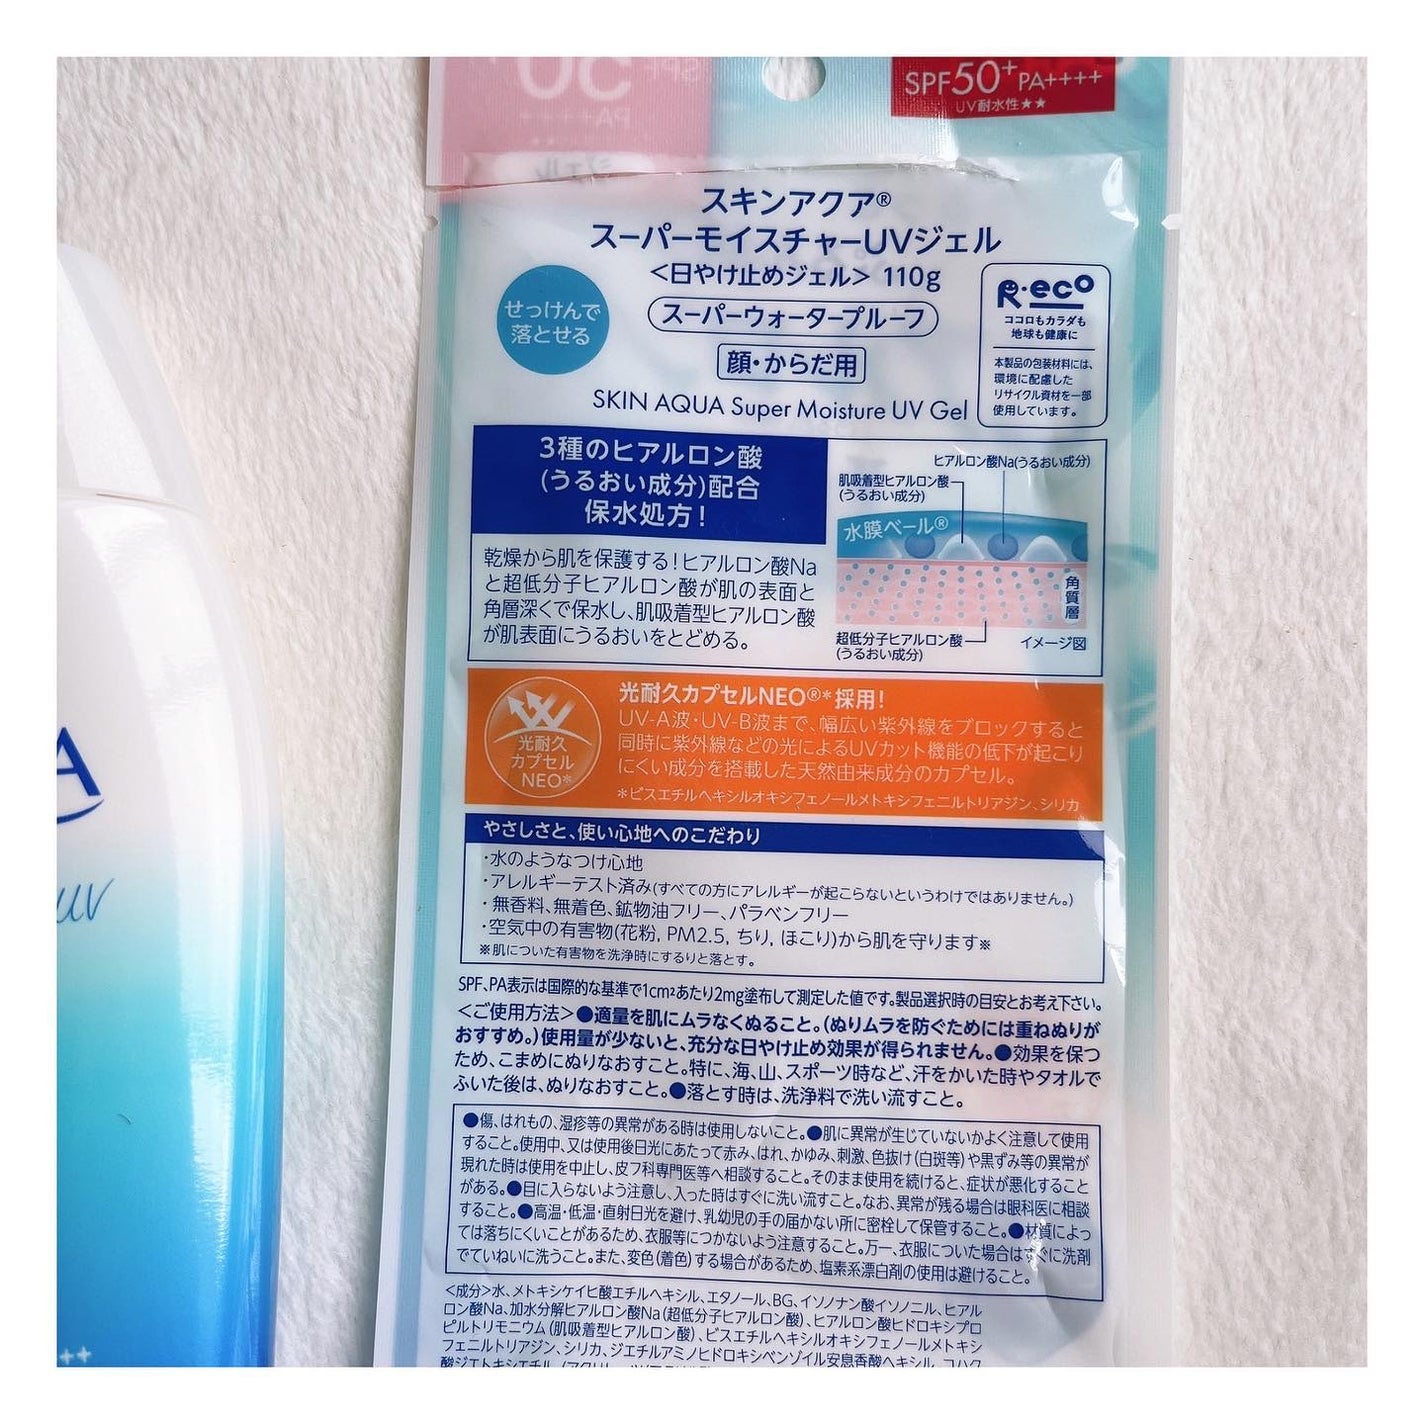 SPF50+ PA++++
UV耐水性★★
スキンアクア®
スーパーモイスチャーUVジェル
<日やけ止めジェル> 110g
スーパーウォータープルーフ
せっけんで
落とせる
顔・からだ用
SKIN AQUA Super Moisture UV Gel
R・eco
ココロもカラダも
地球も健康に
本製品の包装材料には、
環境に配慮した
リサイクル資材を一部
使用しています。
3種のヒアルロン酸
(うるおい成分)配合
保水処方!
乾燥から肌を保護する!ヒアルロン酸Na
と超低分子ヒアルロン酸が肌の表面と
角層深くで保水し、肌吸着型ヒアルロン酸
が肌表面にうるおいをとどめる。
ヒアルロン酸Na(うるおい成分)
肌吸着型ヒアルロン酸
(うるおい成分)
水膜ベール®
角質層
超低分子ヒアルロン酸
(うるおい成分)
イメージ図
光耐久
カプセル
NEO*
光耐久カプセルNEO®*採用!
UV-A波・UV-B波まで、幅広い紫外線をブロックすると
同時に紫外線などの光によるUVカット機能の低下が起こり
にくい成分を搭載した天然由来成分のカプセル。
*ビスエチルヘキシルオキシフェノールメトキシフェニルトリアジン、シリカ
やさしさと、使い心地へのこだわり
・水のようなつけ心地
・アレルギーテスト済み(すべての方にアレルギーが起こらないというわけではありません。)
・無香料、無着色、鉱物油フリー、パラベンフリー
・空気中の有害物(花粉, PM2.5, ちり, ほこり)から肌を守ります※
※肌についた有害物を洗浄時にするりと落とす。
SPF、PA表示は国際的な基準で1cm²あたり2mg塗布して測定した値です。製品選択時の目安とお考え下さい。
<ご使用方法>●適量を肌にムラなくぬること。(ぬりムラを防ぐためには重ねぬりが
おすすめ。)使用量が少ないと、充分な日やけ止め効果が得られません。●効果を保つ
ため、こまめにぬりなおすこと。特に、海、山、スポーツ時など、汗をかいた時やタオルで
ふいた後は、ぬりなおすこと。●落とす時は、洗浄料で洗い流すこと。
●傷、はれもの、湿疹等の異常がある時は使用しないこと。●肌に異常が生じていないかよく注意して使用
すること。使用中、又は使用後日光にあたって赤み、はれ、かゆみ、刺激、色抜け(白斑等)や黒ずみ等の異常が
現れた時は使用を中止し、皮フ科専門医等へ相談すること。そのまま使用を続けると、症状が悪化すること
がある。●目に入らないよう注意し、入った時はすぐに洗い流すこと。なお、異常が残る場合は眼科医に相談
すること。●高温・低温・直射日光を避け、乳幼児の手の届かない所に密栓して保管すること。●材質によっ
ては落ちにくいことがあるため、衣服等につかないよう注意すること。万一、衣服についた場合はすぐに洗剤
でていねいに洗うこと。また、変色(着色)する場合があるため、塩素系漂白剤の使用は避けること。
<成分>水、メトキシケイヒ酸エチルヘキシル、エタノール、BG、イソノナン酸イソノニル、ヒアル
ロン酸Na、加水分解ヒアルロン酸Na(超低分子ヒアルロン酸)、ヒアルロン酸ヒドロキシプロ
ピルトリモニウム(肌吸着型ヒアルロン酸)、ビスエチルヘキシルオキシフェノールメトキシ
フェニルトリアジン、シリカ、ジエチルアミノヒドロキシベンゾイル安息香酸ヘキシル、コハク
酸ジエトキシエチル
A
uv
++